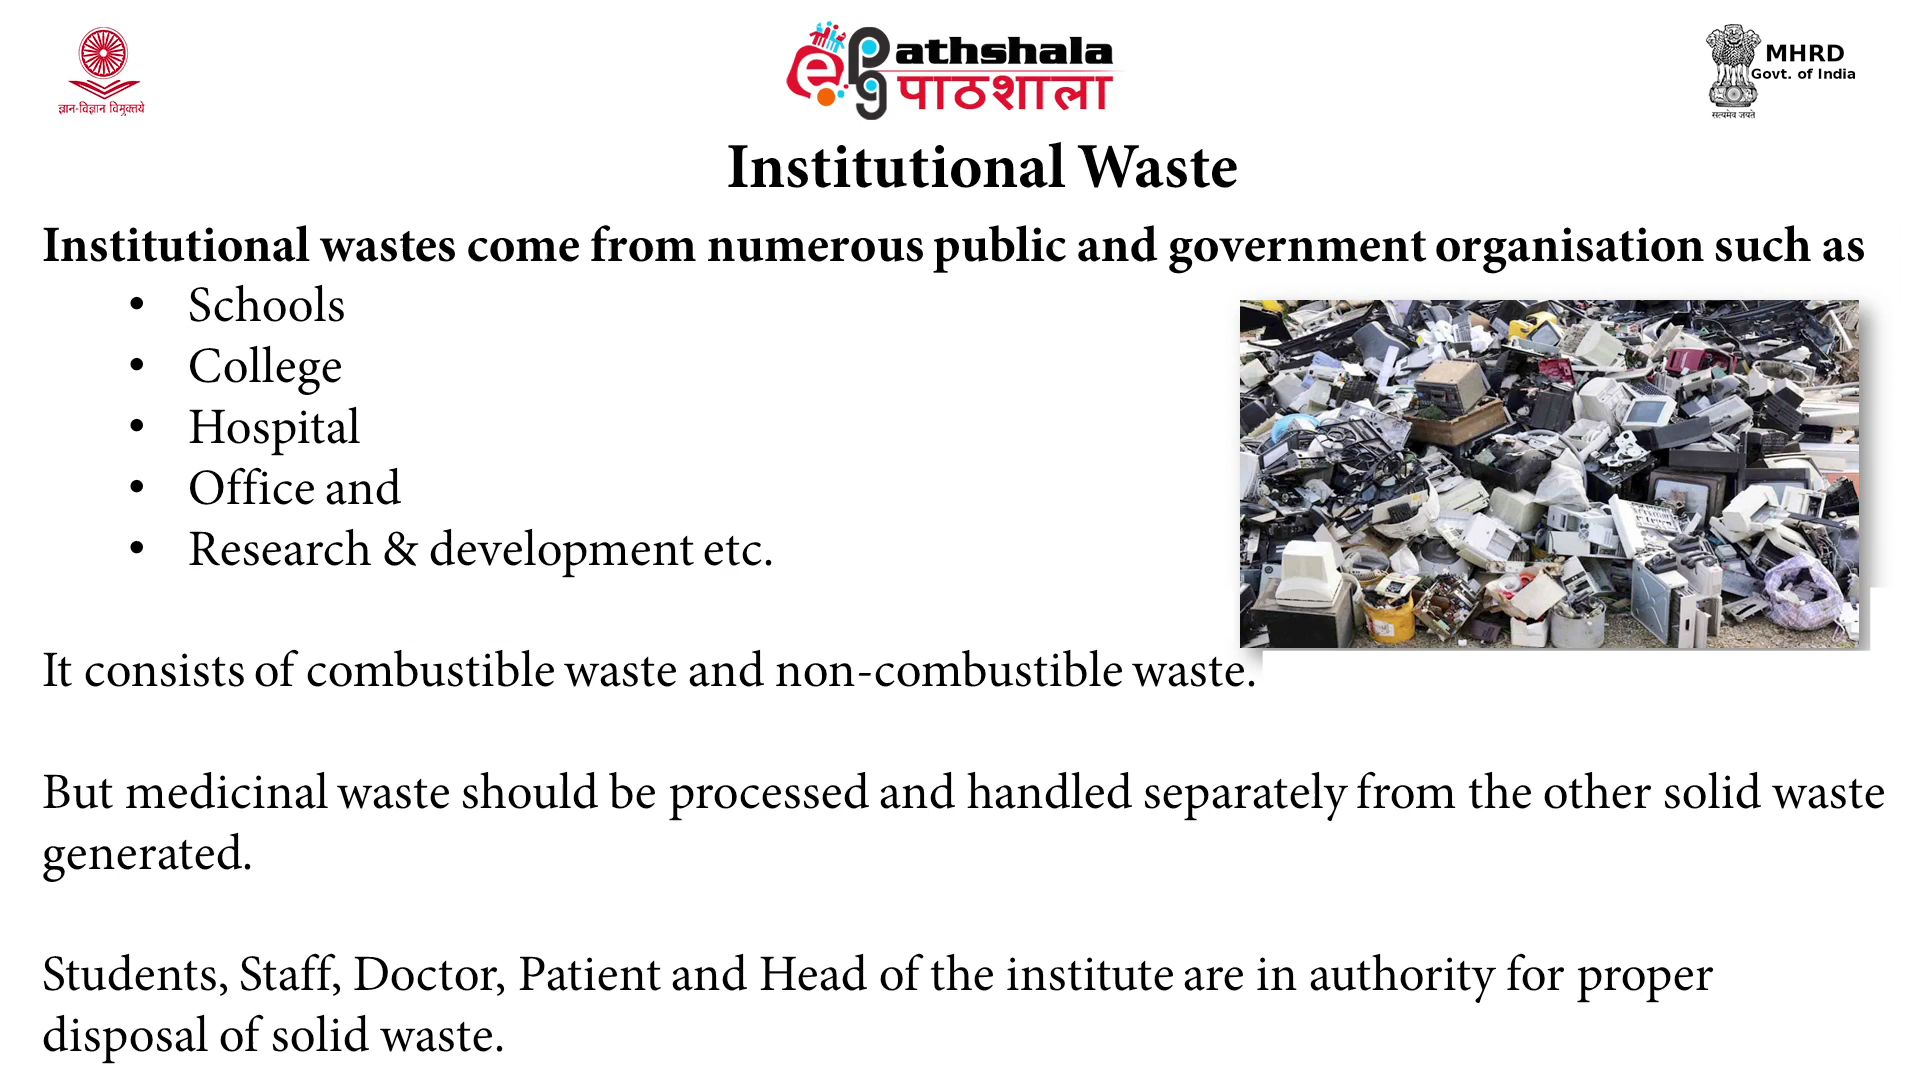 ज्ञान-विज्ञान विमुक्तये
ePathshala
पाठशाला
MHRD
Govt. of India
सत्यमेव जयते
Institutional Waste
Institutional wastes come from numerous public and government organisation such as
• Schools
• College
• Hospital
• Office and
• Research & development etc.
It consists of combustible waste and non-combustible waste.
But medicinal waste should be processed and handled separately from the other solid waste
generated.
Students, Staff, Doctor, Patient and Head of the institute are in authority for proper
disposal of solid waste.